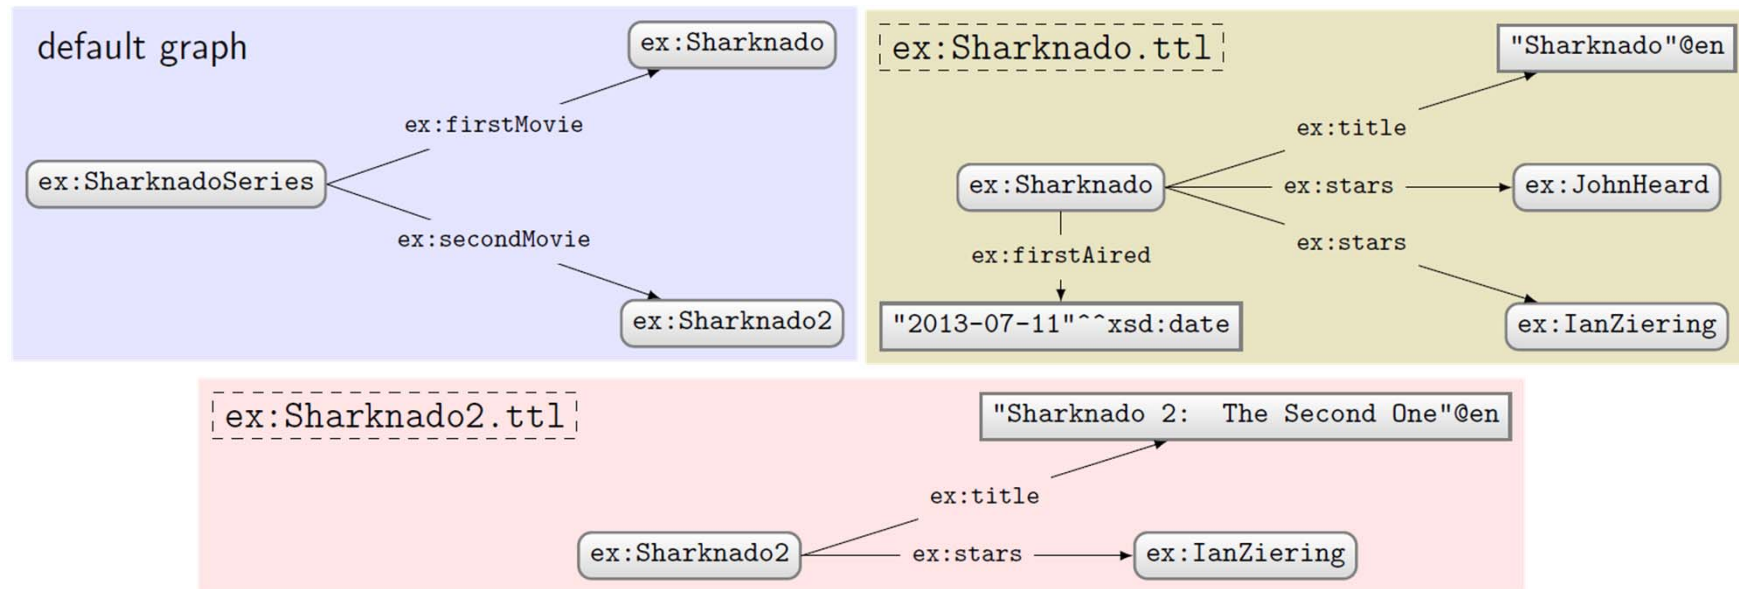 default graph
ex:Sharknado
ex:firstMovie
ex:SharknadoSeries
ex:secondMovie
ex:Sharknado2
ex:Sharknado.ttl
"Sharknado"@en
ex:title
ex:Sharknado
ex:stars
ex:JohnHeard
ex:stars
ex:firstAired
"2013-07-11"^^xsd:date
ex:IanZiering
ex:Sharknado2.ttl
"Sharknado 2: The Second One"@en
ex:title
ex:Sharknado2
ex:stars
ex:IanZiering